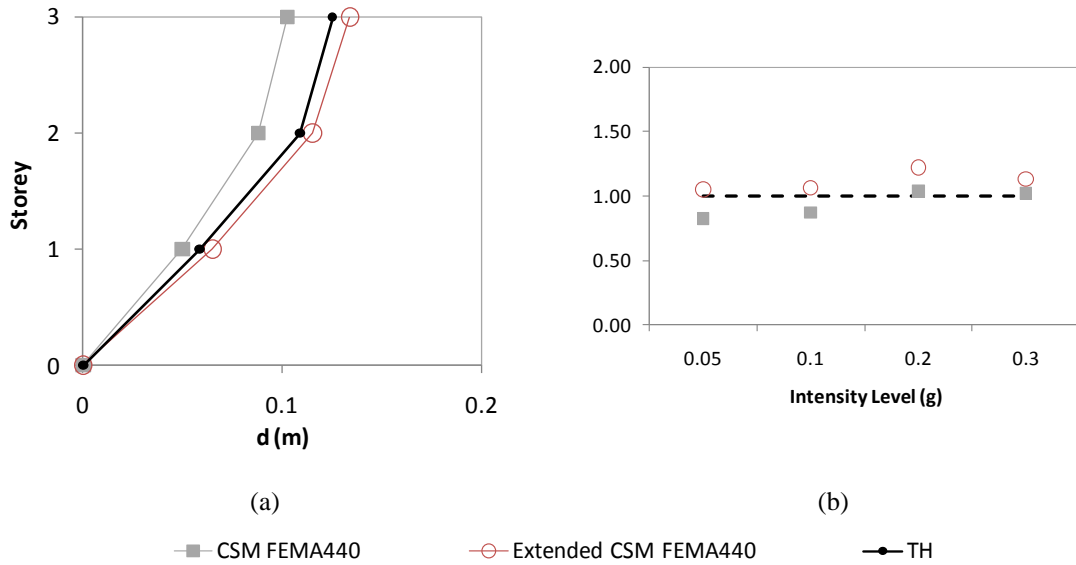 3
2
1
0
Storey
0 0.1 0.2
d (m)
(a)
2.00
1.50
1.00
0.50
0.00
0.05 0.1 0.2 0.3
Intensity Level (g)
(b)
CSM FEMA440 Extended CSM FEMA440 TH